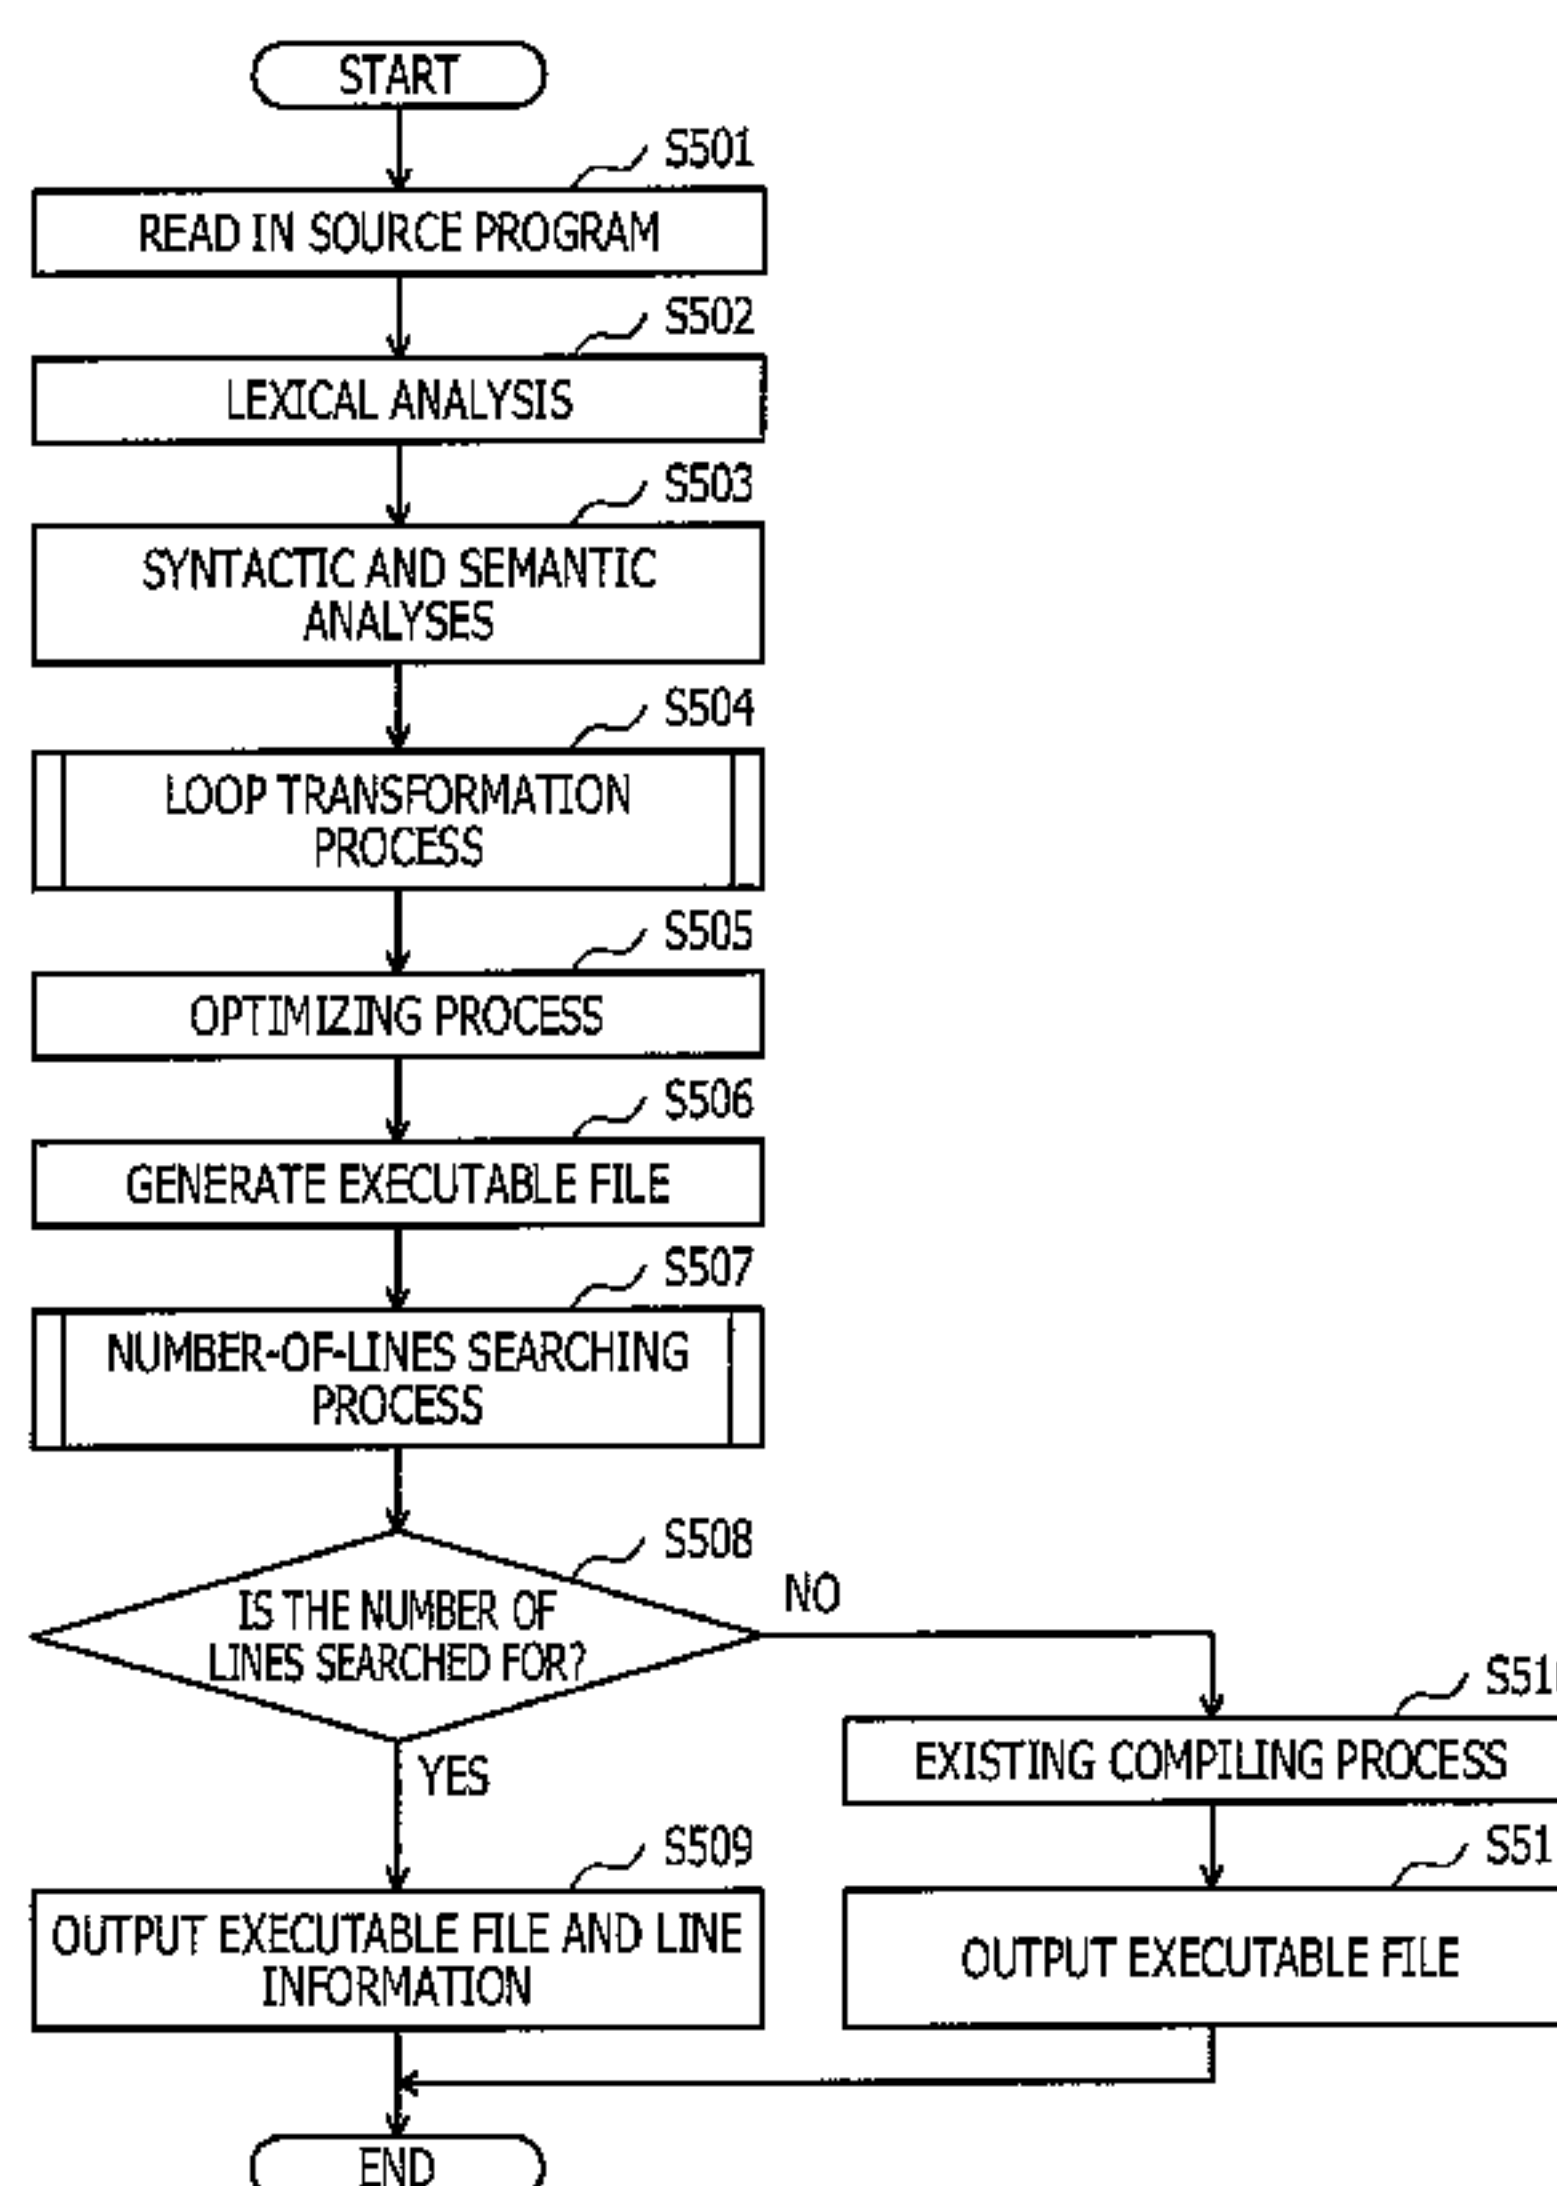 START
S501
READ IN SOURCE PROGRAM
S502
LEXICAL ANALYSIS
S503
SYNTACTIC AND SEMANTIC
ANALYSES
S504
LOOP TRANSFORMATION
PROCESS
S505
OPTIMIZING PROCESS
S506
GENERATE EXECUTABLE FILE
S507
NUMBER-OF-LINES SEARCHING
PROCESS
S508
IS THE NUMBER OF
LINES SEARCHED FOR?
NO
YES
EXISTING COMPILING PROCESS
S509
OUTPUT EXECUTABLE FILE AND LINE
INFORMATION
OUTPUT EXECUTABLE FILE
END